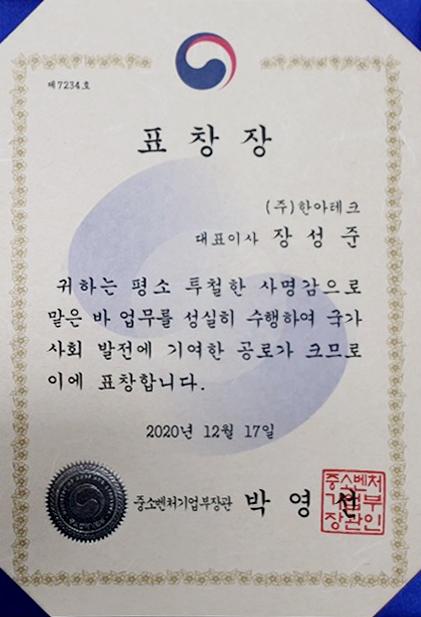 제7234호
표창장
(주)한아테크
대표이사 장성준
귀하는 평소 투철한 사명감으로
맡은 바 업무를 성실히 수행하여 국가
사회 발전에 기여한 공로가 크므로
이에 표창합니다.
2020년 12월 17일
중소벤처기업부장관 박영선
중소벤처
기업부
장관인